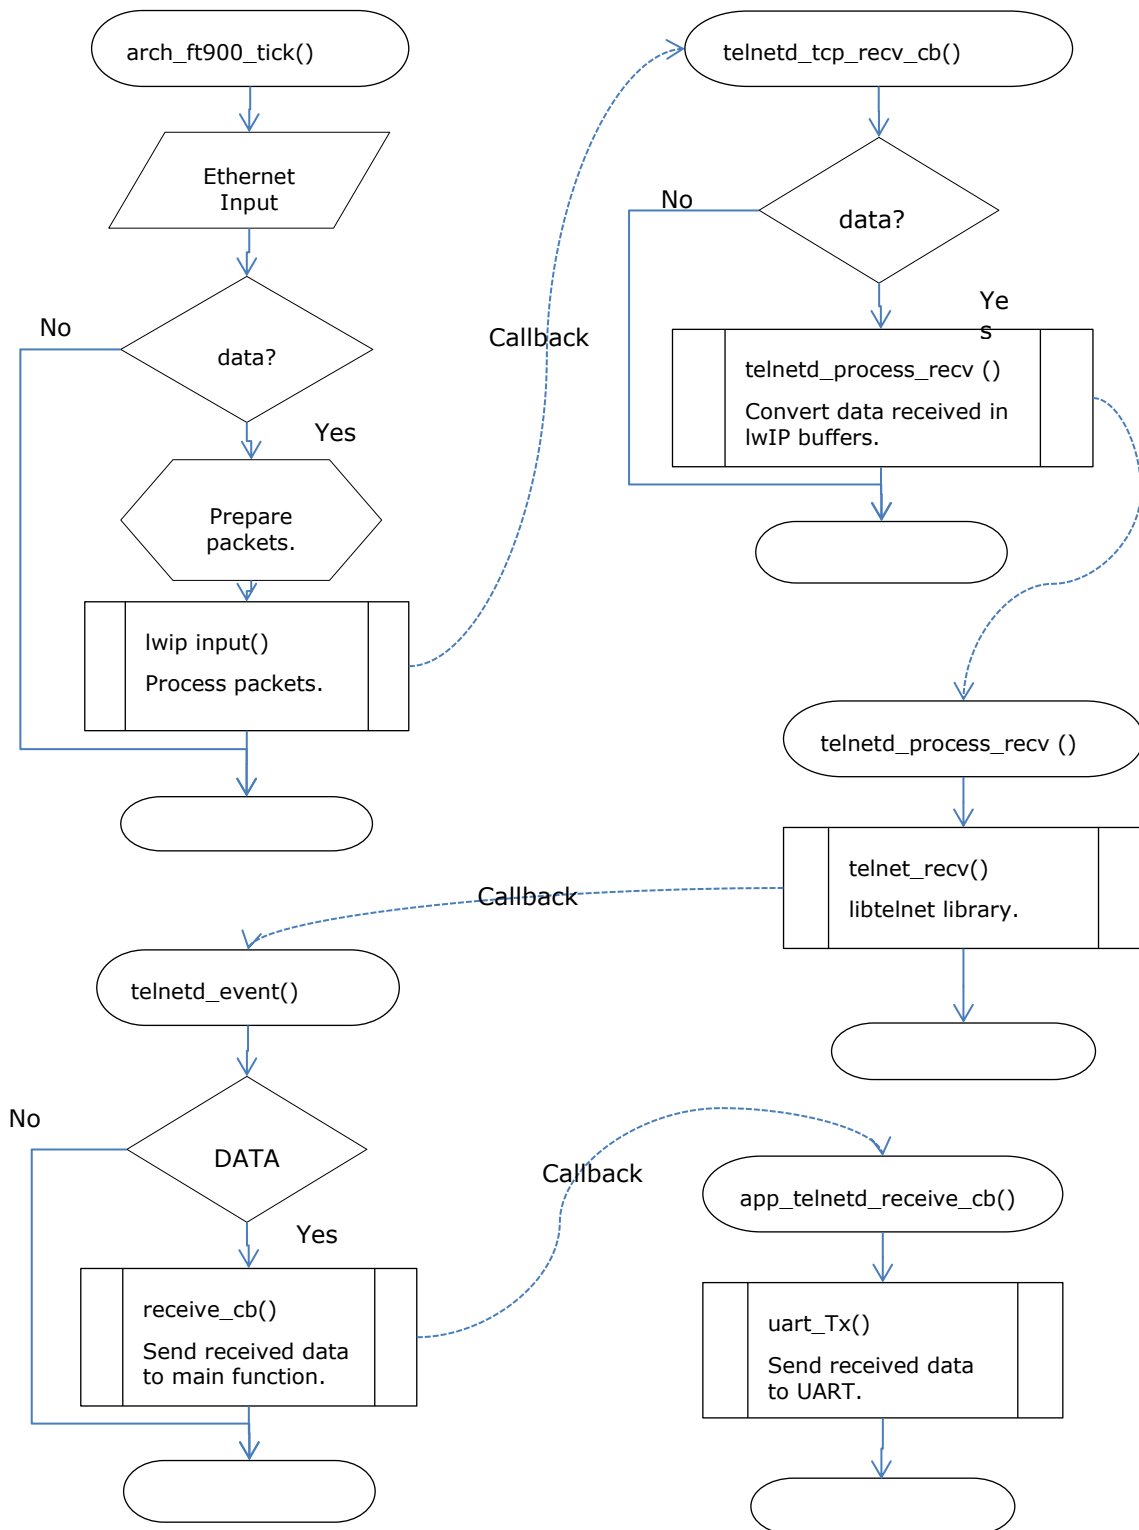 arch_ft900_tick()
Ethernet
Input
data?
No
Yes
Prepare
packets.
lwip input()
Process packets.
Callback
telnetd_tcp_recv_cb()
data?
No
Ye
s
telnetd_process_recv ()
Convert data received in
lwIP buffers.
telnetd_process_recv ()
telnet_recv()
libtelnet library.
Callback
telnetd_event()
DATA
No
Yes
receive_cb()
Send received data
to main function.
Callback
app_telnetd_receive_cb()
uart_Tx()
Send received data
to UART.